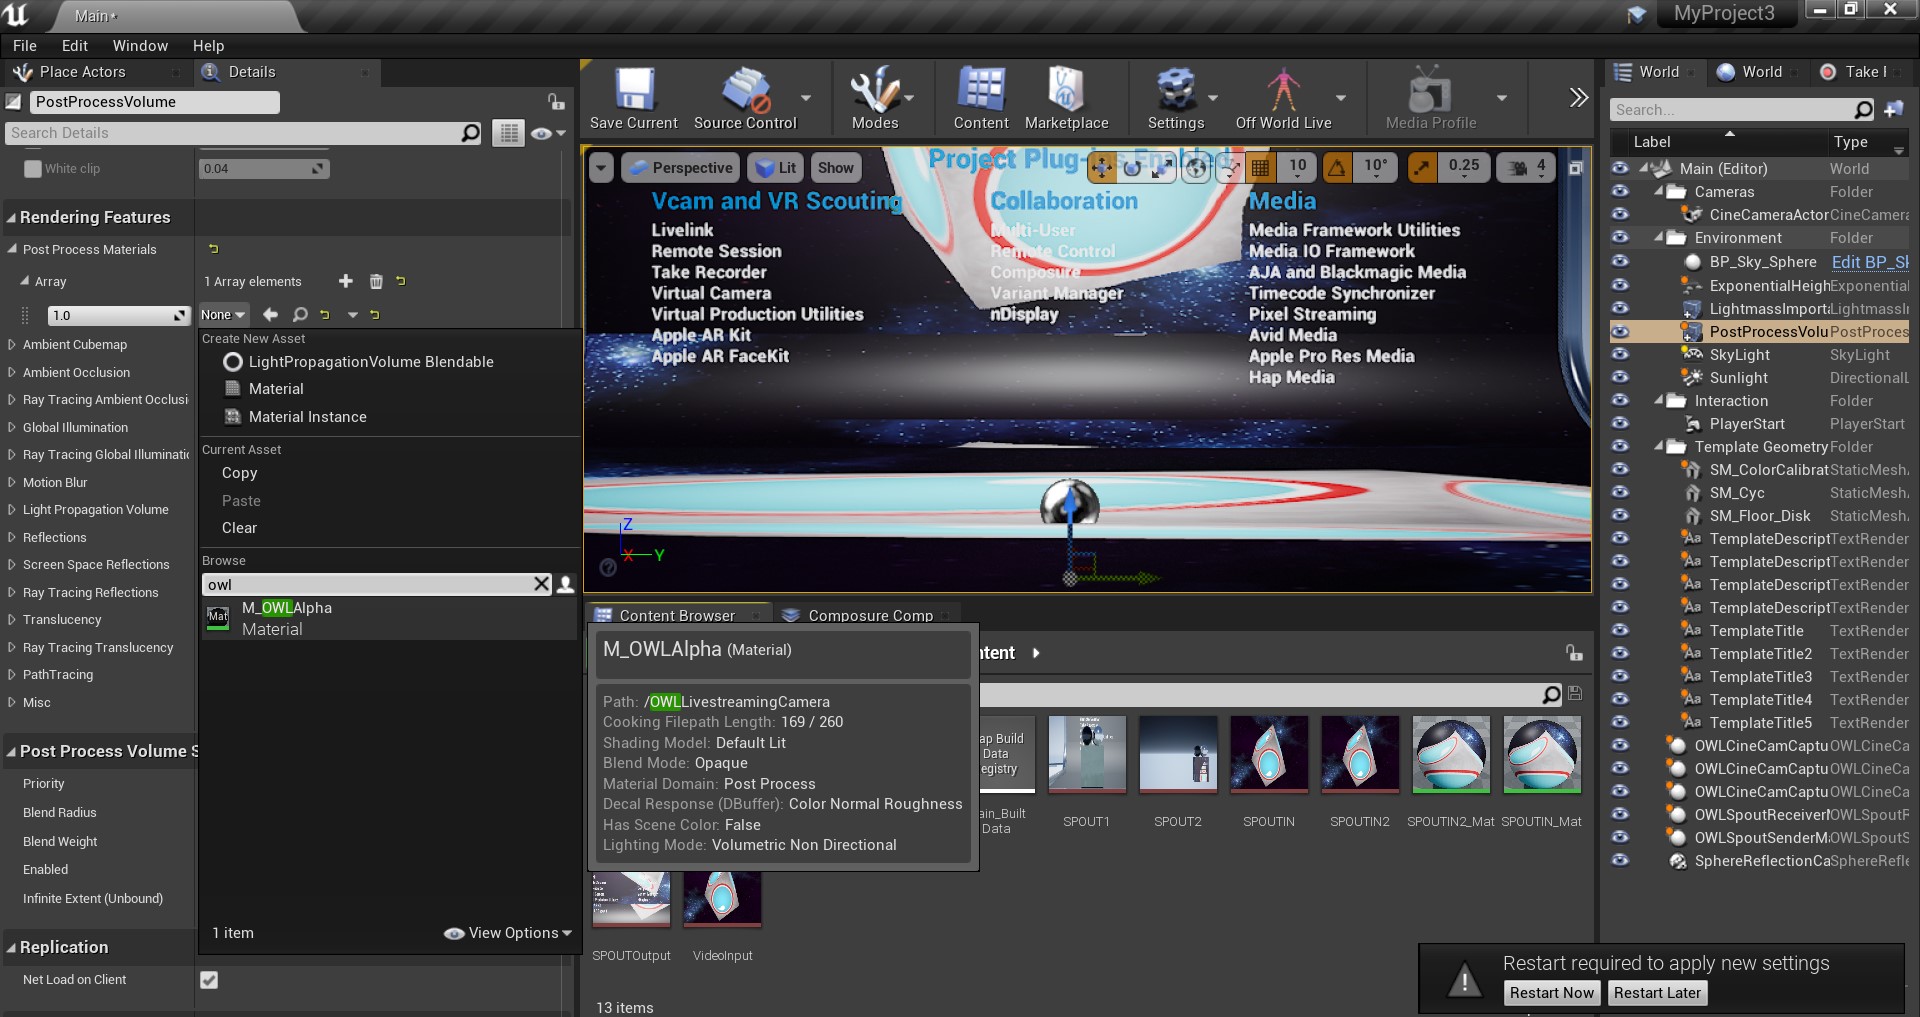 Main*
MyProject3
File Edit Window Help
Place Actors
Details
PostProcessVolume
Search Details
White clip
0.04
Rendering Features
Post Process Materials
Array
1 Array elements
1.0
None
Ambient Cubemap
Ambient Occlusion
Ray Tracing Ambient Occlusi
Global Illumination
Ray Tracing Global Illuminatio
Motion Blur
Light Propagation Volume
Reflections
Screen Space Reflections
Ray Tracing Reflections
Translucency
Ray Tracing Translucency
PathTracing
Misc
Post Process Volume S
Priority
Blend Radius
Blend Weight
Enabled
Infinite Extent (Unbound)
Replication
Net Load on Client
Create New Asset
LightPropagationVolume Blendable
Material
Material Instance
Current Asset
Copy
Paste
Clear
Browse
owl
M_OWLAlpha
Material
1 item
View Options
Save Current
Source Control
Modes
Content
Marketplace
Settings
Off World Live
Media Profile
Perspective
Lit
Show
10
10°
0.25
4
Project Plug-ins Enabled
Vcam and VR Scouting
Livelink
Remote Session
Take Recorder
Virtual Camera
Virtual Production Utilities
Apple AR Kit
Apple AR FaceKit
Collaboration
Multi-User
Remote Control
Composure
Variant Manager
nDisplay
Media
Media Framework Utilities
Media IO Framework
AJA and Blackmagic Media
Timecode Synchronizer
Pixel Streaming
Avid Media
Apple Pro Res Media
Hap Media
Z
X
Y
Content Browser
Composure Comp
M_OWLAlpha (Material)
Path: /OWLLivestreamingCamera
Cooking Filepath Length: 169 / 260
Shading Model: Default Lit
Blend Mode: Opaque
Material Domain: Post Process
Decal Response (DBuffer): Color Normal Roughness
Has Scene Color: False
Lighting Mode: Volumetric Non Directional
ntent
ap Build
Data
egistry
ain_Built
Data
SPOUT1
SPOUT2
SPOUTIN
SPOUTIN2
SPOUTIN2_Mat
SPOUTIN_Mat
SPOUTOutput
VideoInput
13 items
World
World
Take
Search...
Label
Type
Main (Editor) World
Cameras Folder
CineCameraActor CineCamera
Environment Folder
BP_Sky_Sphere Edit BP_Sk
ExponentialHeigh Exponential
LightmassImporta LightmassI
PostProcessVolu PostProces
SkyLight SkyLight
Sunlight DirectionalL
Interaction Folder
PlayerStart PlayerStart
Template Geometry Folder
SM_ColorCalibrat StaticMesh
SM_Cyc StaticMesh
SM_Floor_Disk StaticMesh
TemplateDescript TextRender
TemplateDescript TextRender
TemplateDescript TextRender
TemplateDescript TextRender
TemplateTitle TextRender
TemplateTitle2 TextRender
TemplateTitle3 TextRender
TemplateTitle4 TextRender
TemplateTitle5 TextRender
OWLCineCamCaptu OWLCineCa
OWLCineCamCaptu OWLCineCa
OWLCineCamCaptu OWLCineCa
OWLSpoutReceiver OWLSpoutR
OWLSpoutSenderM OWLSpoutS
SphereReflectionCa SphereRefle
Restart required to apply new settings
Restart Now
Restart Later